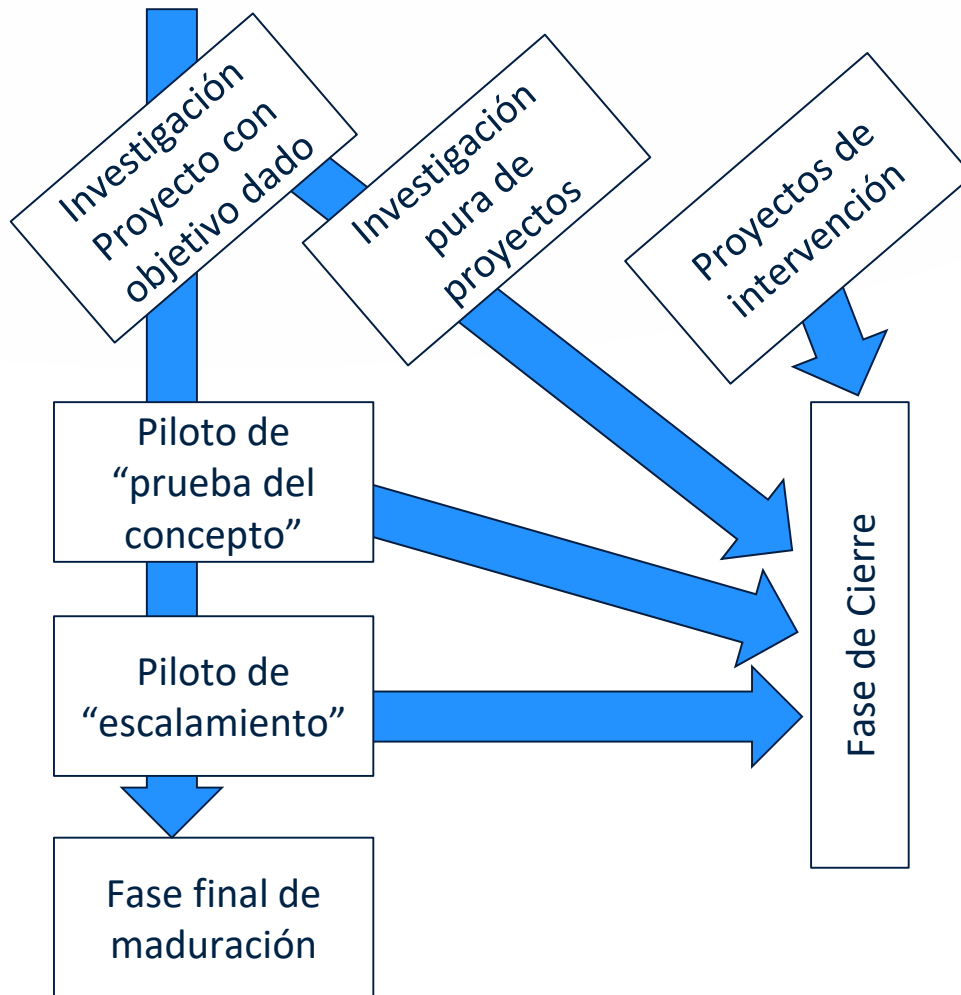 Investigación
Proyecto con
objetivo dado
Investigación
pura de
proyectos
Proyectos de
intervención
Piloto de
“prueba del
concepto”
Piloto de
“escalamiento”
Fase final de
maduración
Fase de Cierre